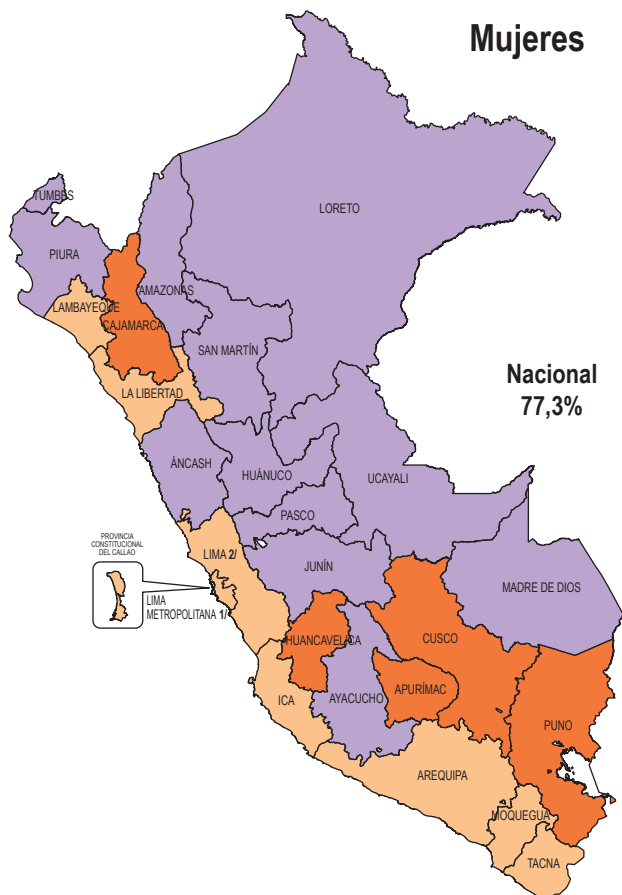 Mujeres
LORETO
TUMBES
PIURA
AMAZONAS
LAMBAYEQUE
CAJAMARCA
SAN MARTÍN
LA LIBERTAD
Nacional
77,3%
ÁNCASH
HUÁNUCO
UCAYALI
PASCO
PROVINCIA
CONSTITUCIONAL
DEL CALLAO
LIMA 2/
JUNÍN
MADRE DE DIOS
LIMA
METROPOLITANA 1/
HUANCAVELICA
CUSCO
ICA
AYACUCHO
APURÍMAC
PUNO
AREQUIPA
MOQUEGUA
TACNA